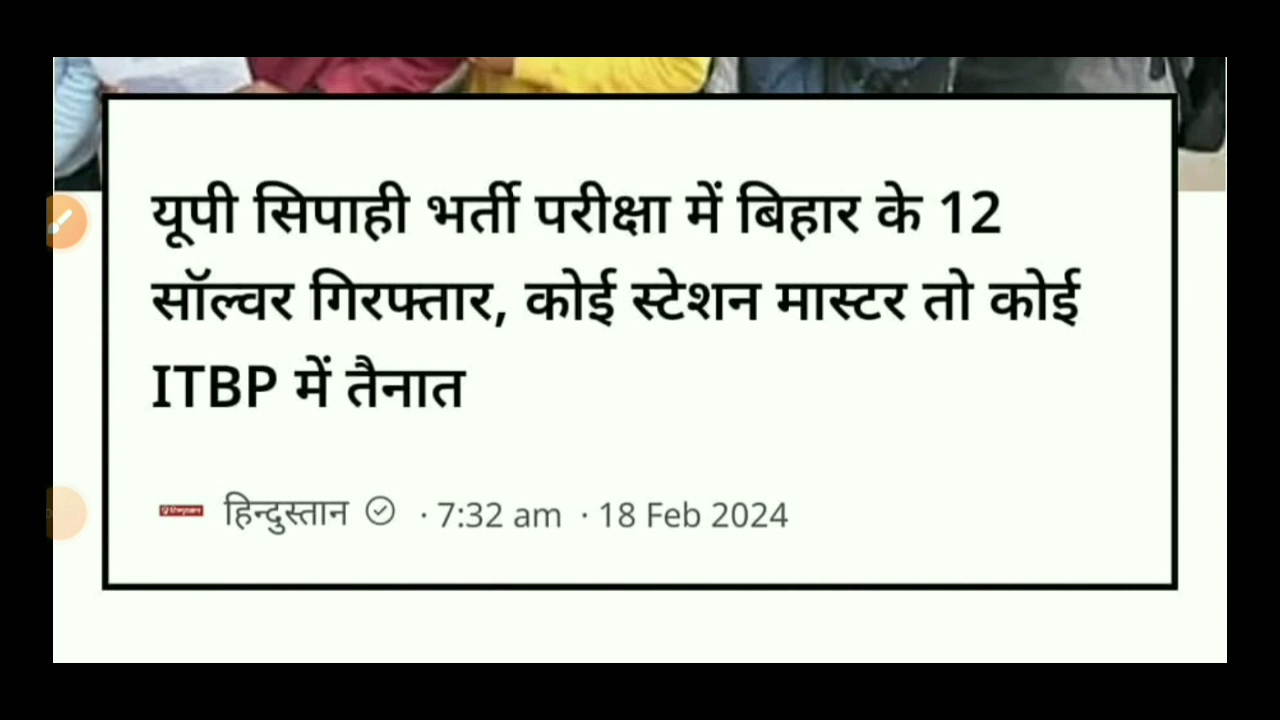 यूपी सिपाही भर्ती परीक्षा में बिहार के 12
सॉल्वर गिरफ्तार, कोई स्टेशन मास्टर तो कोई
ITBP में तैनात
हिन्दुस्तान · 7:32 am · 18 Feb 2024